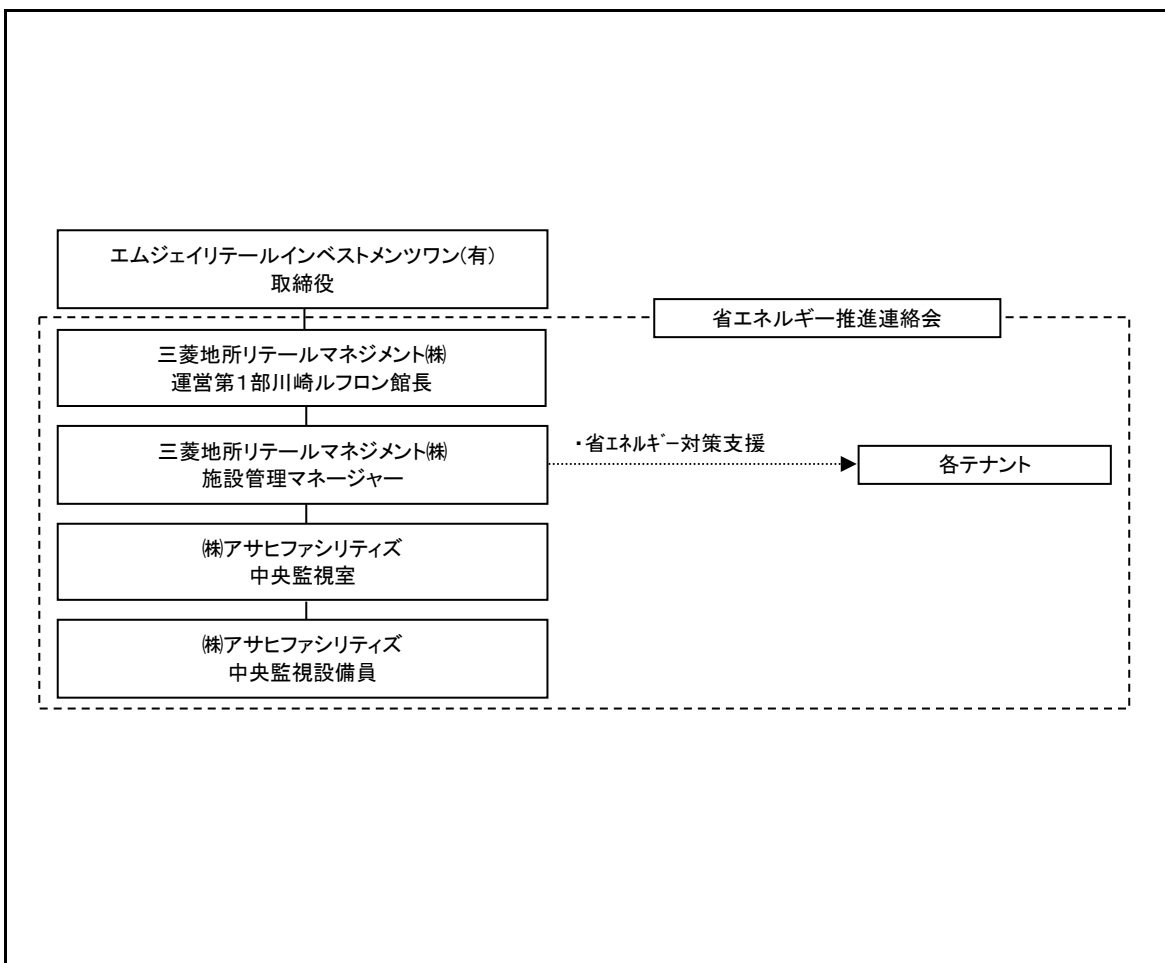 エムジェイリテールインベストメンツワン(有)
取締役
省エネルギー推進連絡会
三菱地所リテールマネジメント㈱
運営第1部川崎ルフロン館長
三菱地所リテールマネジメント㈱
施設管理マネージャー
・省エネルギー対策支援
各テナント
㈱アサヒファシリティズ
中央監視室
㈱アサヒファシリティズ
中央監視設備員